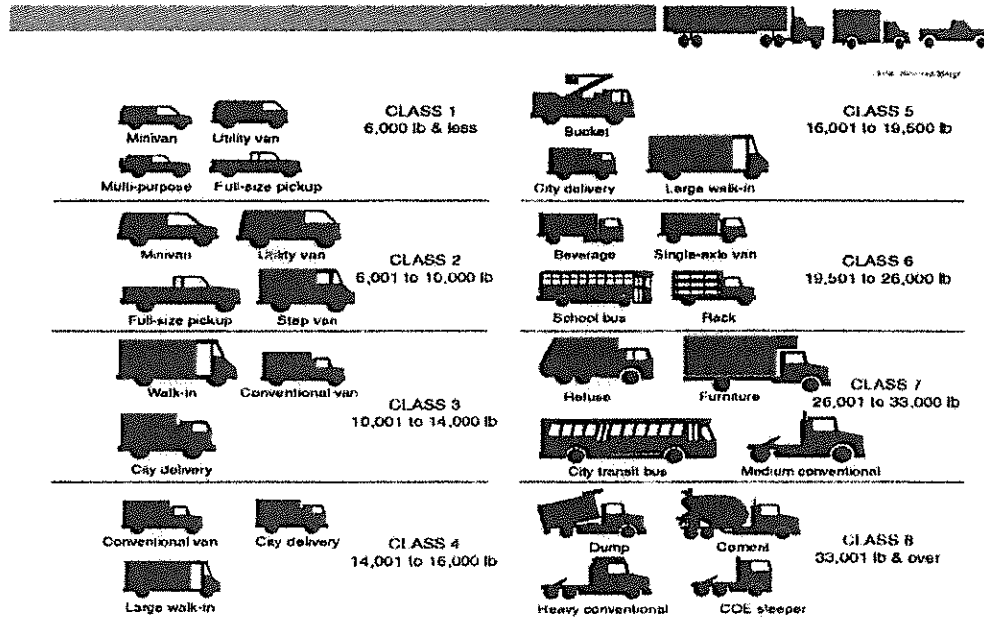 CLASS 1
6,000 lb & less
Minivan
Utility van
Multi-purpose
Full-size pickup
CLASS 2
6,001 to 10,000 lb
Minivan
Utility van
Full-size pickup
Step van
CLASS 3
10,001 to 14,000 lb
Walk-in
Conventional van
City delivery
CLASS 4
14,001 to 16,000 lb
Conventional van
City delivery
Large walk-in
CLASS 5
16,001 to 19,500 lb
Bucket
City delivery
Large walk-in
CLASS 6
19,501 to 26,000 lb
Beverage
Single-axle van
School bus
Rack
CLASS 7
26,001 to 33,000 lb
Refuse
Furniture
City transit bus
Medium conventional
CLASS 8
33,001 lb & over
Dump
Cement
Heavy conventional
COE sleeper